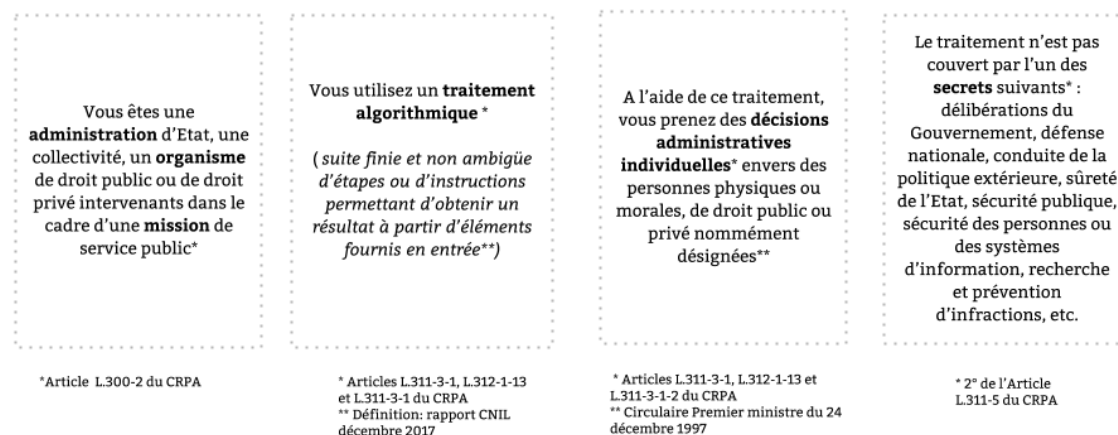 Vous êtes une
administration d'Etat, une
collectivité, un organisme
de droit public ou de droit
privé intervenants dans le
cadre d'une mission de
service public*
*Article L.300-2 du CRPA
Vous utilisez un traitement
algorithmique *
( suite finie et non ambigüe
d'étapes ou d'instructions
permettant d'obtenir un
résultat à partir d'éléments
fournis en entrée**)
* Articles L.311-3-1, L.312-1-13
et L.311-3-1 du CRPA
** Définition: rapport CNIL
décembre 2017
A l'aide de ce traitement,
vous prenez des décisions
administratives
individuelles* envers des
personnes physiques ou
morales, de droit public ou
privé nommément
désignées**
* Articles L.311-3-1, L.312-1-13 et
L.311-3-1-2 du CRPA
** Circulaire Premier ministre du 24
décembre 1997
Le traitement n'est pas
couvert par l'un des
secrets suivants* :
délibérations du
Gouvernement, défense
nationale, conduite de la
politique extérieure, sûreté
de l'Etat, sécurité publique,
sécurité des personnes ou
des systèmes
d'information, recherche
et prévention
d'infractions, etc.
* 2° de l'Article
L.311-5 du CRPA